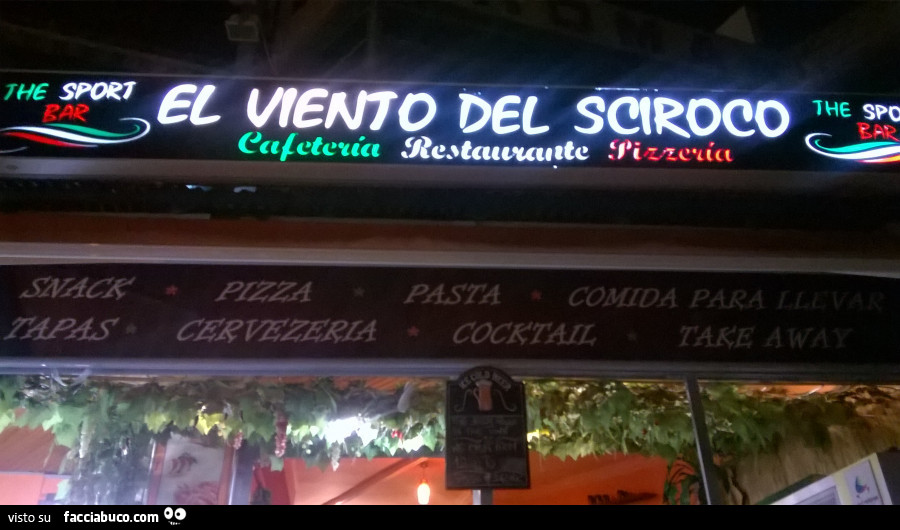 THE SPORT BAR
EL VIENTO DEL SCIROCO
Cafetería Restaurante Pizzería
THE SPO
BAR
SNACK * PIZZA * PASTA * COMIDA PARA LLEVAR
TAPAS * CERVEZERIA * COCKTAIL * TAKE AWAY
visto su facciabuco.com